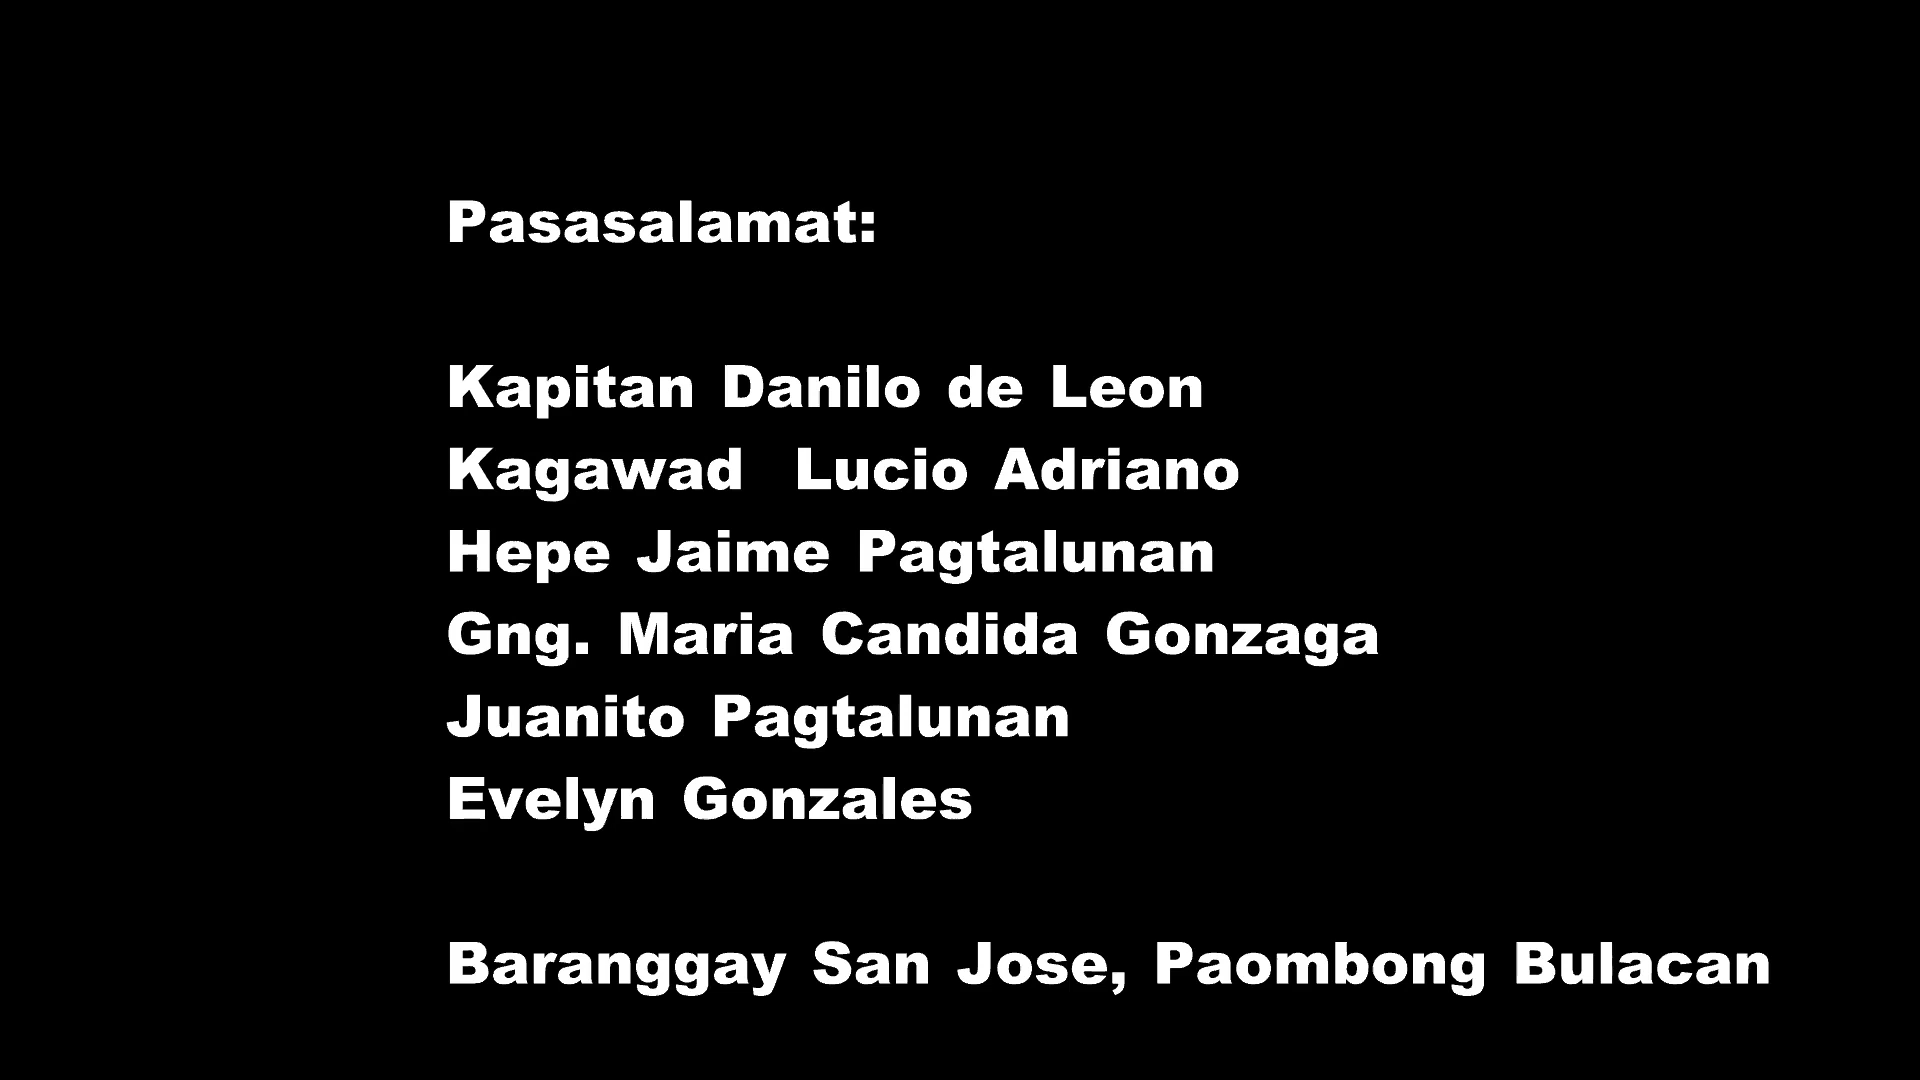 Pasasalamat:
Kapitan Danilo de Leon
Kagawad  Lucio Adriano
Hepe Jaime Pagtalunan
Gng. Maria Candida Gonzaga
Juanito Pagtalunan
Evelyn Gonzales
Baranggay San Jose, Paombong Bulacan